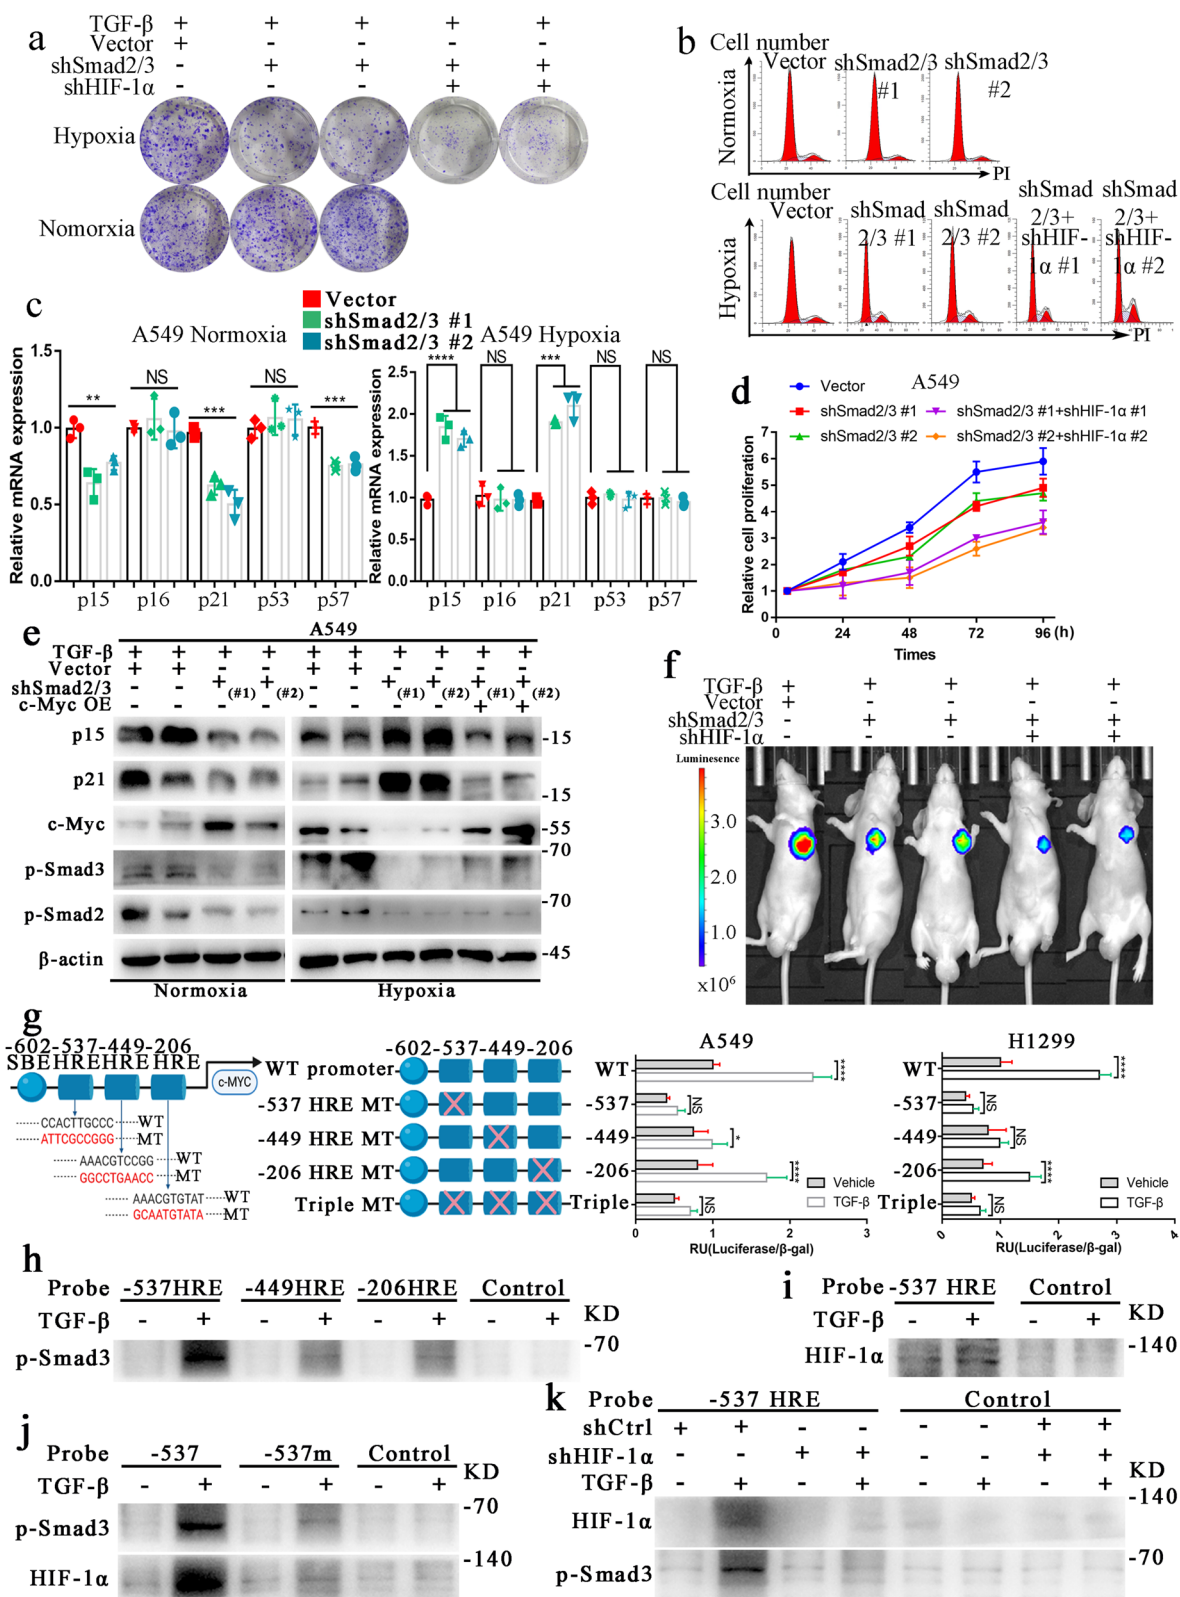 a
TGF-β + + + + +
Vector + - - - -
shSmad2/3 - + + + +
shHIF-1α - - - + +
Hypoxia
Nomorxia
b
Cell number
Vector shSmad2/3 #1 shSmad2/3 #2
Normoxia
PI
Cell number
Vector shSmad 2/3 #1 shSmad 2/3 #2 shSmad 2/3+ shHIF-1α #1 shSmad 2/3+ shHIF-1α #2
Hypoxia
PI
c
Vector
shSmad2/3 #1
shSmad2/3 #2
A549 Normoxia
Relative mRNA expression
1.5
1.0
0.5
0.0
** NS *** NS ***
p15 p16 p21 p53 p57
A549 Hypoxia
Relative mRNA expression
2.5
2.0
1.5
1.0
0.5
0.0
**** NS *** NS NS
p15 p16 p21 p53 p57
d
A549
Vector
shSmad2/3 #1
shSmad2/3 #2
shSmad2/3 #1+shHIF-1α #1
shSmad2/3 #2+shHIF-1α #2
Relative cell proliferation
7
6
5
4
3
2
1
0
0 24 48 72 96 (h)
Times
e
A549
TGF-β + + + + + + + + + +
Vector + + - - + + - - - -
shSmad2/3 - - +(#1) +(#2) - - +(#1) +(#2) +(#1) +(#2)
c-Myc OE - - - - - - - - + +
p15 -15
p21 -15
c-Myc -55
p-Smad3 -70
p-Smad2 -70
β-actin -45
Normoxia Hypoxia
f
TGF-β + + + + +
Vector + - - - -
shSmad2/3 - + + + +
shHIF-1α - - - + +
Luminesence
3.0
2.0
1.0
x10⁶
g
-602 -537 -449 -206
SBE HRE HRE HRE
c-MYC
CCACTTGCCC WT
ATTCGCCGGG MT
AAACGTCCGG WT
GGCCTGAACC MT
AAACGTGTAT WT
GCAATGTATA MT
-602 -537 -449 -206
WT promoter
-537 HRE MT
-449 HRE MT
-206 HRE MT
Triple MT
A549
WT ****
-537 NS
-449 *
-206 ****
Triple NS
Vehicle
TGF-β
0 1 2 3
RU(Luciferase/β-gal)
H1299
WT ****
-537 NS
-449 NS
-206 ****
Triple NS
Vehicle
TGF-β
0 1 2 3 4
RU(Luciferase/β-gal)
h
Probe -537HRE -449HRE -206HRE Control
TGF-β - + - + - + - + KD
p-Smad3 -70
i
Probe -537 HRE Control
TGF-β - + - + KD
HIF-1α -140
j
Probe -537 -537m Control
TGF-β - + - + - + KD
p-Smad3 -70
HIF-1α -140
k
Probe -537 HRE Control
shCtrl + + - - - - + +
shHIF-1α - - + + - - + +
TGF-β - + - + - + - + KD
HIF-1α -140
p-Smad3 -70